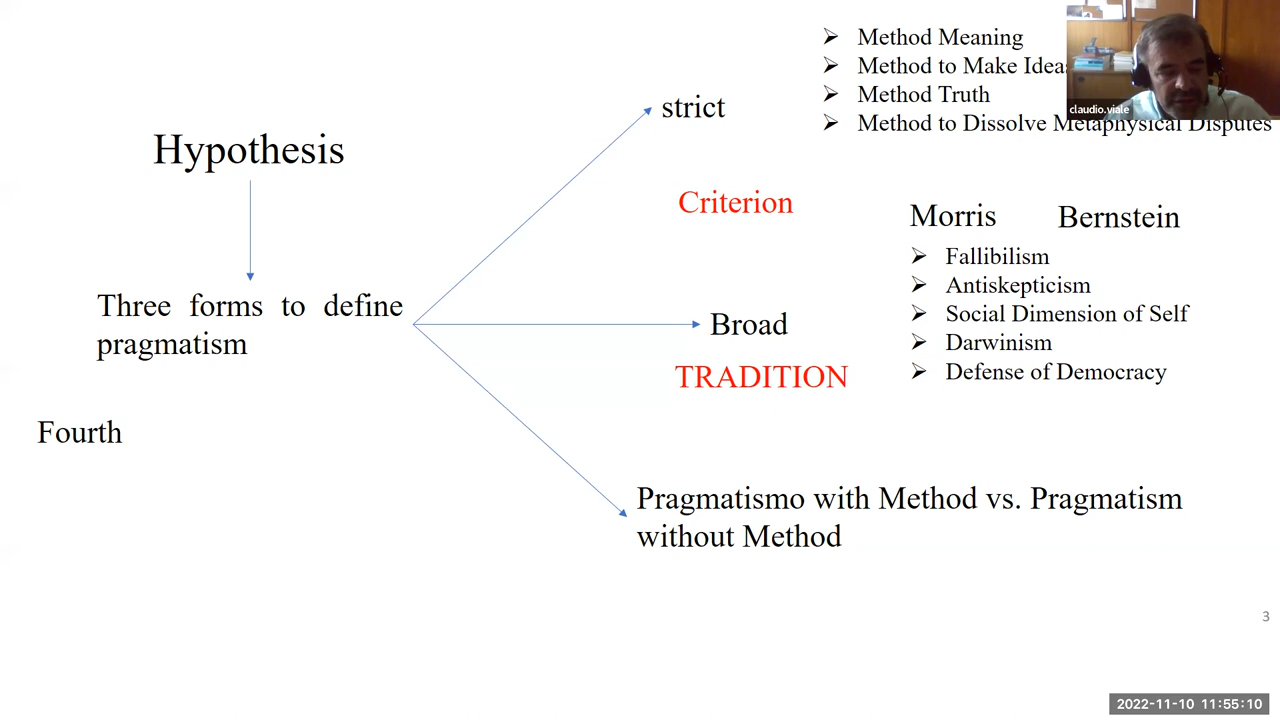 Hypothesis
Three forms to define
pragmatism
Fourth
strict
Method Meaning
Method to Make Ideas
Method Truth
Method to Dissolve Metaphysical Disputes
Criterion
Morris
Bernstein
Fallibilism
Antiskepticism
Social Dimension of Self
Darwinism
Defense of Democracy
Broad
TRADITION
Pragmatismo with Method vs. Pragmatism
without Method
claudio.viale
3
2022-11-10 11:55:10